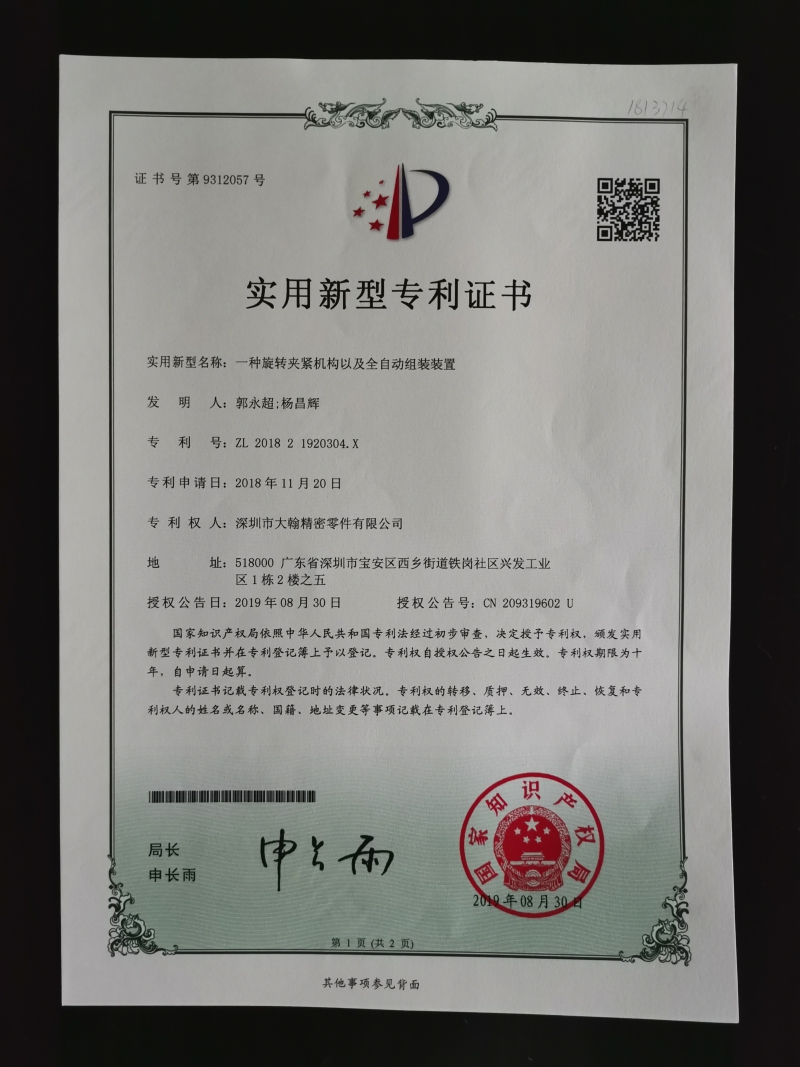 1813714
证书号第9312057号
实用新型专利证书
实用新型名称：一种旋转夹紧机构以及全自动组装装置
发明人：郭永超;杨昌辉
专利号：ZL 2018 2 1920304.X
专利申请日：2018年11月20日
专利权人：深圳市大翰精密零件有限公司
地址：518000 广东省深圳市宝安区西乡街道铁岗社区兴发工业
区1栋2楼之五
授权公告日：2019年08月30日 授权公告号：CN 209319602 U
国家知识产权局依照中华人民共和国专利法经过初步审查，决定授予专利权，颁发实用
新型专利证书并在专利登记簿上予以登记。专利权自授权公告之日起生效。专利权期限为十
年，自申请日起算。
专利证书记载专利权登记时的法律状况。专利权的转移、质押、无效、终止、恢复和专
利权人的姓名或名称、国籍、地址变更等事项记载在专利登记簿上。
局长
申长雨
申长雨
国家知识产权局
2019年08月30日
第1页(共2页)
其他事项参见背面